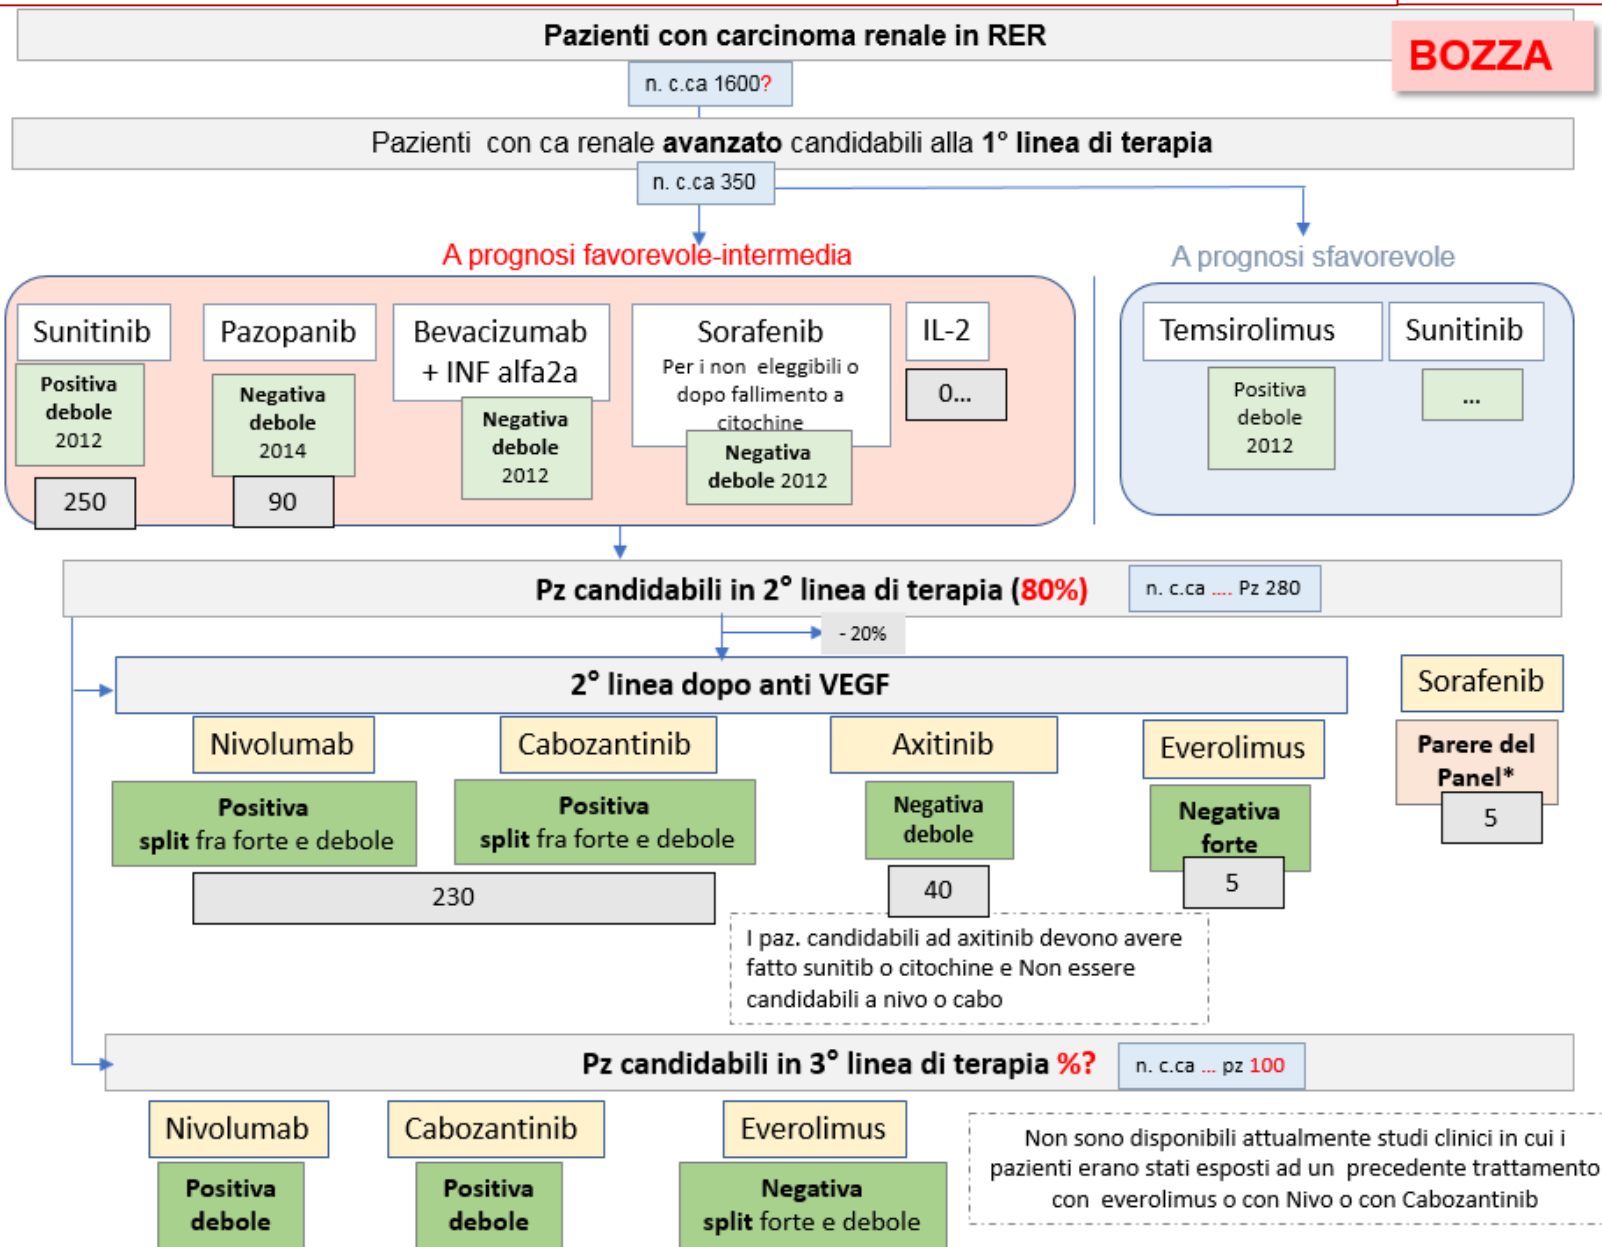 Pazienti con carcinoma renale in RER
BOZZA
n. c.ca 1600?
Pazienti con ca renale avanzato candidabili alla 1° linea di terapia
n. c.ca 350
A prognosi favorevole-intermedia
A prognosi sfavorevole
Sunitinib
Positiva
debole
2012
250
Pazopanib
Negativa
debole
2014
90
Bevacizumab
+ INF alfa2a
Negativa
debole
2012
Sorafenib
Per i non eleggibili o
dopo fallimento a
citochine
Negativa
debole 2012
IL-2
0...
Temsirolimus
Positiva
debole
2012
Sunitinib
...
Pz candidabili in 2° linea di terapia (80%)
n. c.ca .... Pz 280
- 20%
2° linea dopo anti VEGF
Nivolumab
Positiva
split fra forte e debole
Cabozantinib
Positiva
split fra forte e debole
230
Axitinib
Negativa
debole
40
Everolimus
Negativa
forte
5
Sorafenib
Parere del
Panel*
5
I paz. candidabili ad axitinib devono avere
fatto sunitib o citochine e Non essere
candidabili a nivo o cabo
Pz candidabili in 3° linea di terapia %?
n. c.ca ... pz 100
Nivolumab
Positiva
debole
Cabozantinib
Positiva
debole
Everolimus
Negativa
split forte e debole
Non sono disponibili attualmente studi clinici in cui i
pazienti erano stati esposti ad un precedente trattamento
con everolimus o con Nivo o con Cabozantinib